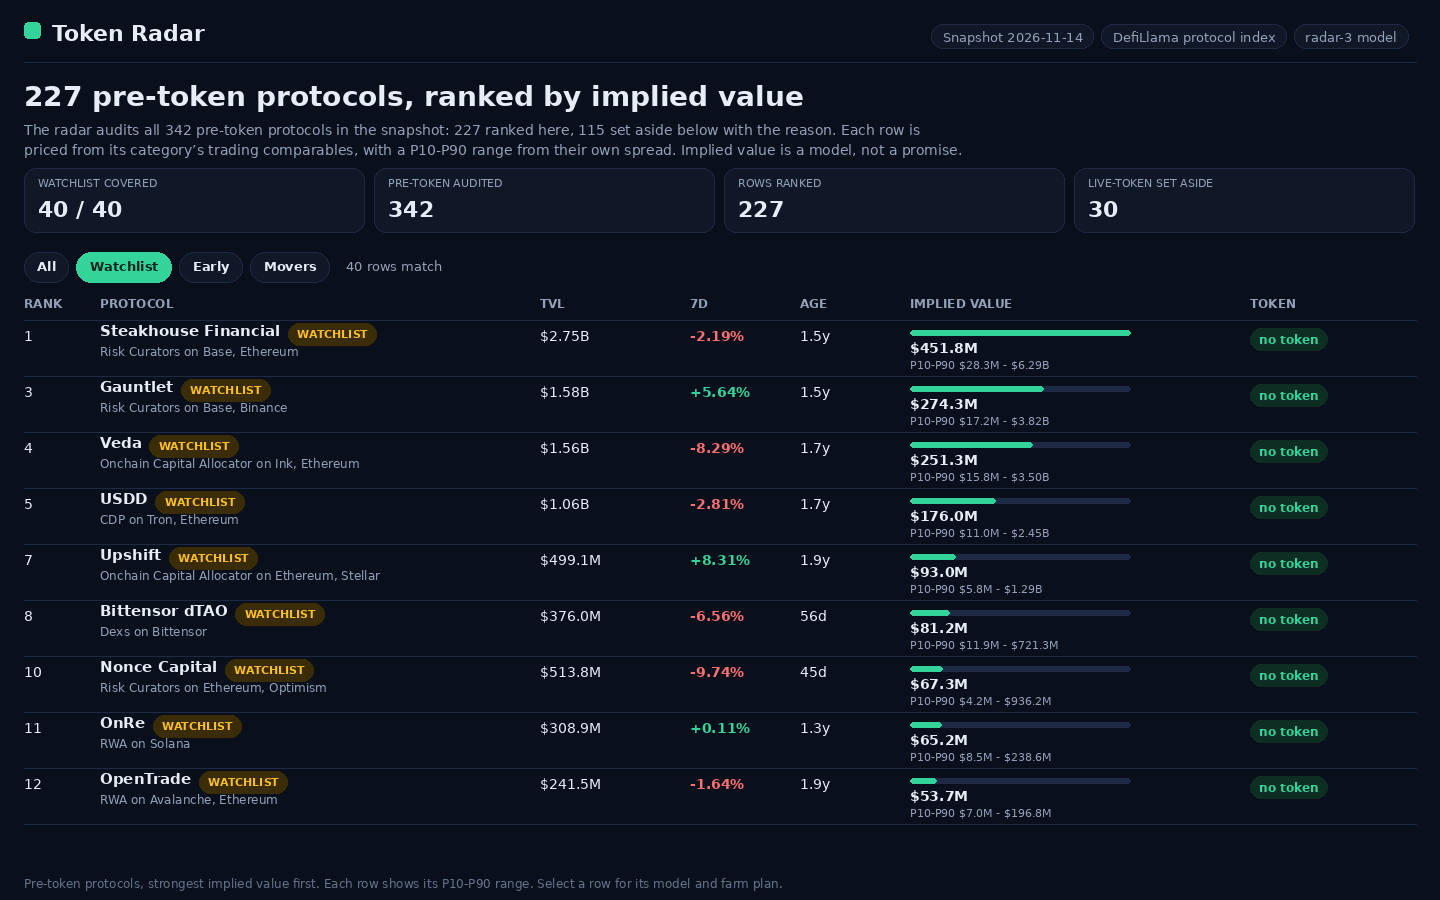 Token Radar
Snapshot 2026-11-14 DefiLlama protocol index radar-3 model
227 pre-token protocols, ranked by implied value
The radar audits all 342 pre-token protocols in the snapshot: 227 ranked here, 115 set aside below with the reason. Each row is
priced from its category’s trading comparables, with a P10-P90 range from their own spread. Implied value is a model, not a promise.
WATCHLIST COVERED PRE-TOKEN AUDITED ROWS RANKED LIVE-TOKEN SET ASIDE
40 / 40 342 227 30
All Watchlist Early Movers 40 rows match
RANK PROTOCOL TVL 7D AGE IMPLIED VALUE TOKEN
1 Steakhouse Financial WATCHLIST $2.75B -2.19% 1.5y no token
Risk Curators on Base, Ethereum $451.8M
P10-P90 $28.3M - $6.29B
3 Gauntlet WATCHLIST $1.58B +5.64% 1.5y no token
Risk Curators on Base, Binance $274.3M
P10-P90 $17.2M - $3.82B
4 Veda WATCHLIST $1.56B -8.29% 1.7y no token
Onchain Capital Allocator on Ink, Ethereum $251.3M
P10-P90 $15.8M - $3.50B
5 USDD WATCHLIST $1.06B -2.81% 1.7y no token
CDP on Tron, Ethereum $176.0M
P10-P90 $11.0M - $2.45B
7 Upshift WATCHLIST $499.1M +8.31% 1.9y no token
Onchain Capital Allocator on Ethereum, Stellar $93.0M
P10-P90 $5.8M - $1.29B
8 Bittensor dTAO WATCHLIST $376.0M -6.56% 56d no token
Dexs on Bittensor $81.2M
P10-P90 $11.9M - $721.3M
10 Nonce Capital WATCHLIST $513.8M -9.74% 45d no token
Risk Curators on Ethereum, Optimism $67.3M
P10-P90 $4.2M - $936.2M
11 OnRe WATCHLIST $308.9M +0.11% 1.3y no token
RWA on Solana $65.2M
P10-P90 $8.5M - $238.6M
12 OpenTrade WATCHLIST $241.5M -1.64% 1.9y no token
RWA on Avalanche, Ethereum $53.7M
P10-P90 $7.0M - $196.8M
Pre-token protocols, strongest implied value first. Each row shows its P10-P90 range. Select a row for its model and farm plan.